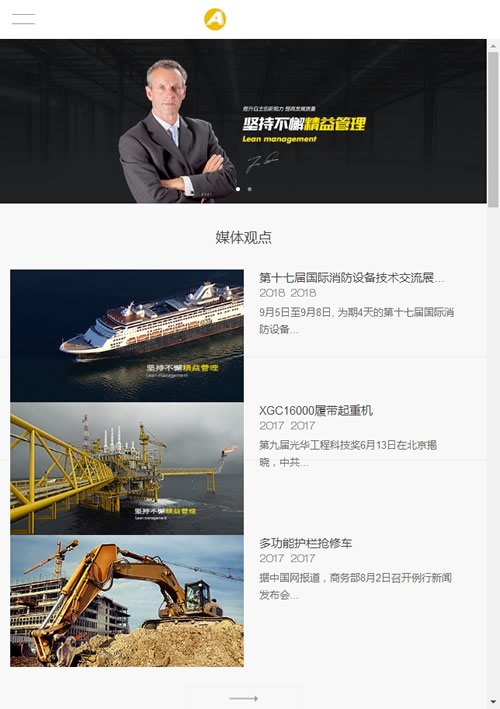 A
提升自主创新能力 提高发展质量
坚持不懈精益管理
Lean management
媒体观点
第十七届国际消防设备技术交流展...
2018 2018
9月5日至9月8日, 为期4天的第十七届国际消
防设备...
坚持不懈精益管理
Lean management
XGC16000履带起重机
2017 2017
第九届光华工程科技奖6月13日在北京揭
晓，中共...
坚持不懈精益管理
Lean management
多功能护栏抢修车
2017 2017
据中国网报道，商务部8月2日召开例行新闻
发布会...